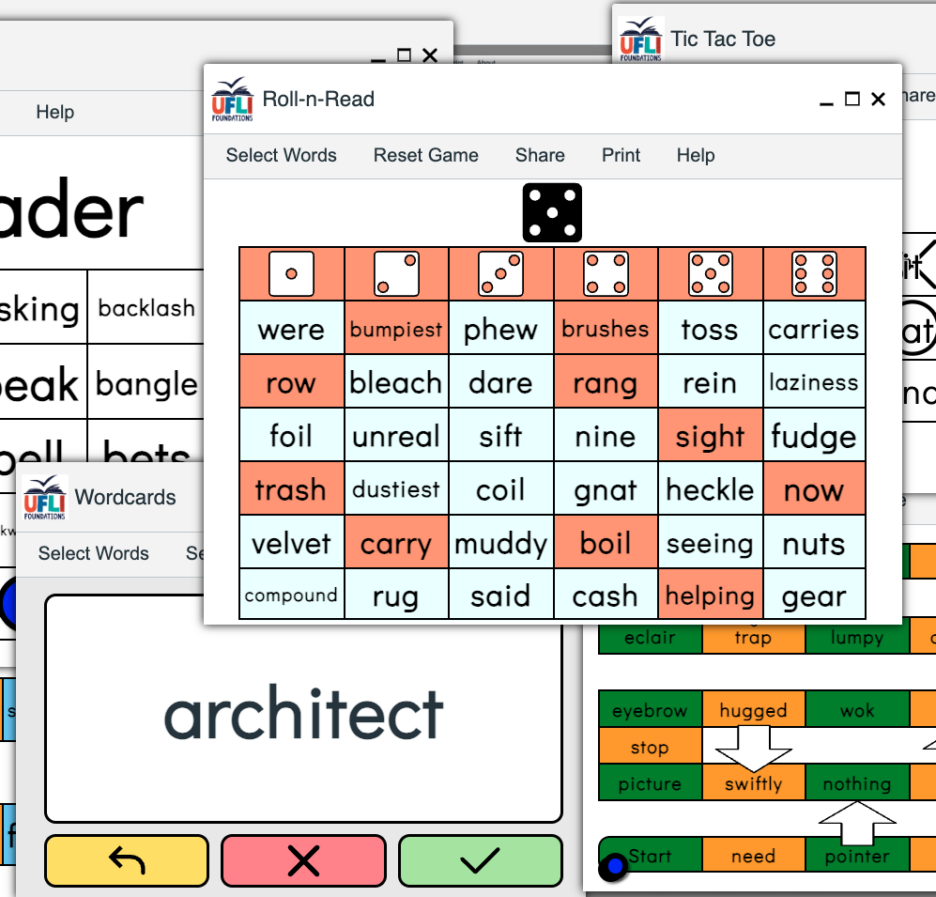 Help
ader
sking backlash
peak bangle
bell bets
UFLI
FOUNDATIONS
Tic Tac Toe
UFLI
FOUNDATIONS
Roll-n-Read
Select Words Reset Game Share Print Help
were bumpiest phew brushes toss carries
row bleach dare rang rein laziness
foil unreal sift nine sight fudge
trash dustiest coil gnat heckle now
velvet carry muddy boil seeing nuts
compound rug said cash helping gear
UFLI
FOUNDATIONS
Wordcards
Select Words Se
architect
eclair trap lumpy
eyebrow hugged wok
stop
picture swiftly nothing
Start need pointer